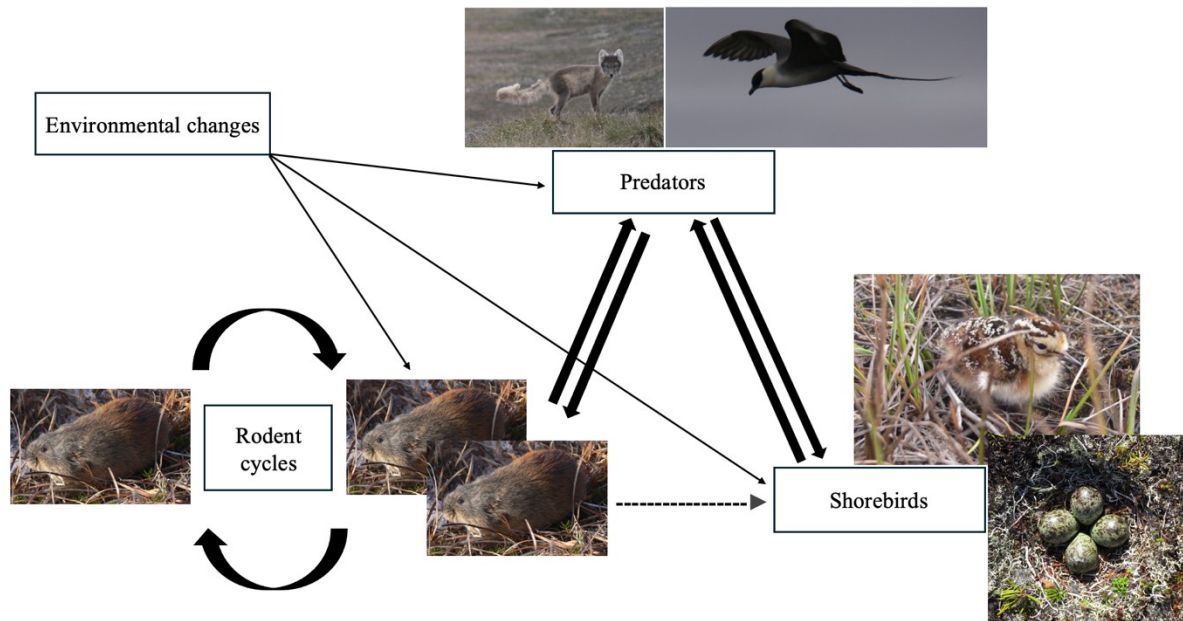 Environmental changes
Predators
Rodent
cycles
Shorebirds